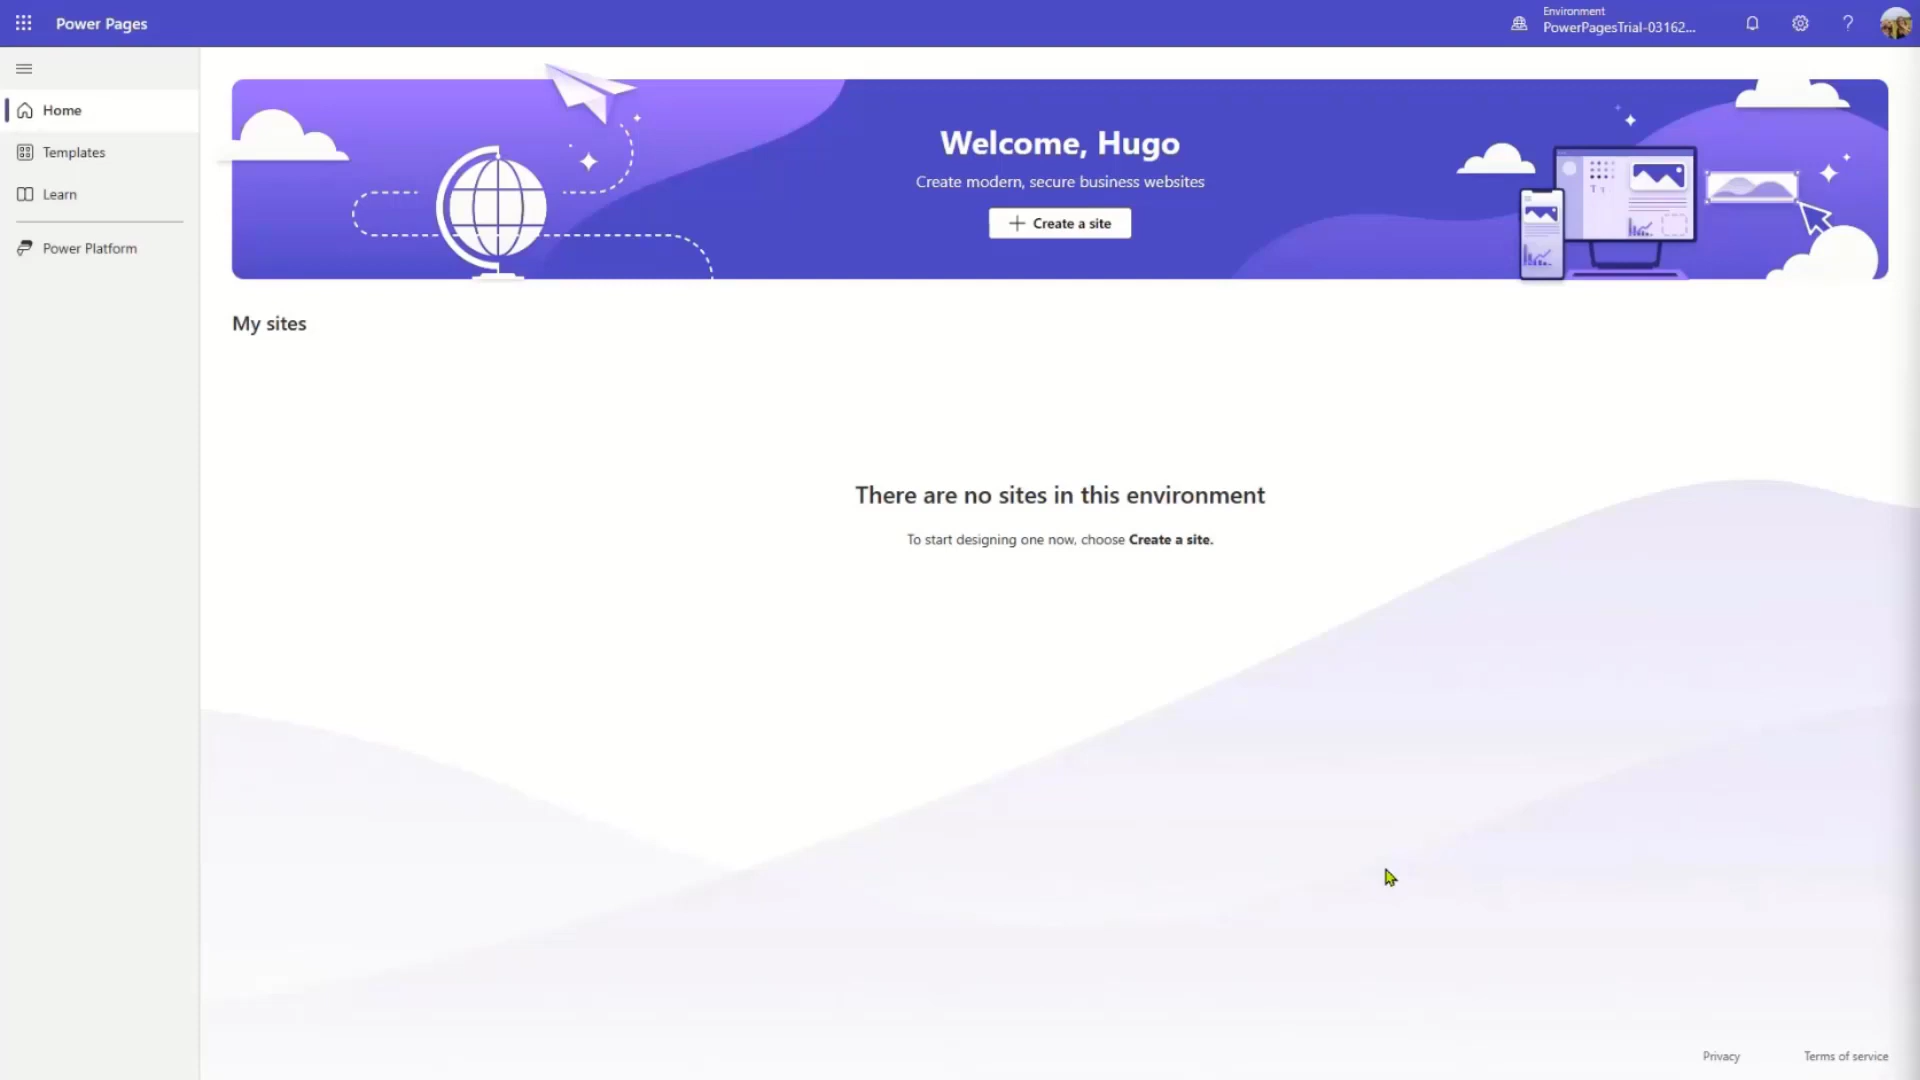 Power Pages
Environment
PowerPagesTrial-03162...
?
Home
Templates
Learn
Power Platform
Welcome, Hugo
Create modern, secure business websites
+ Create a site
My sites
There are no sites in this environment
To start designing one now, choose Create a site.
Privacy
Terms of service